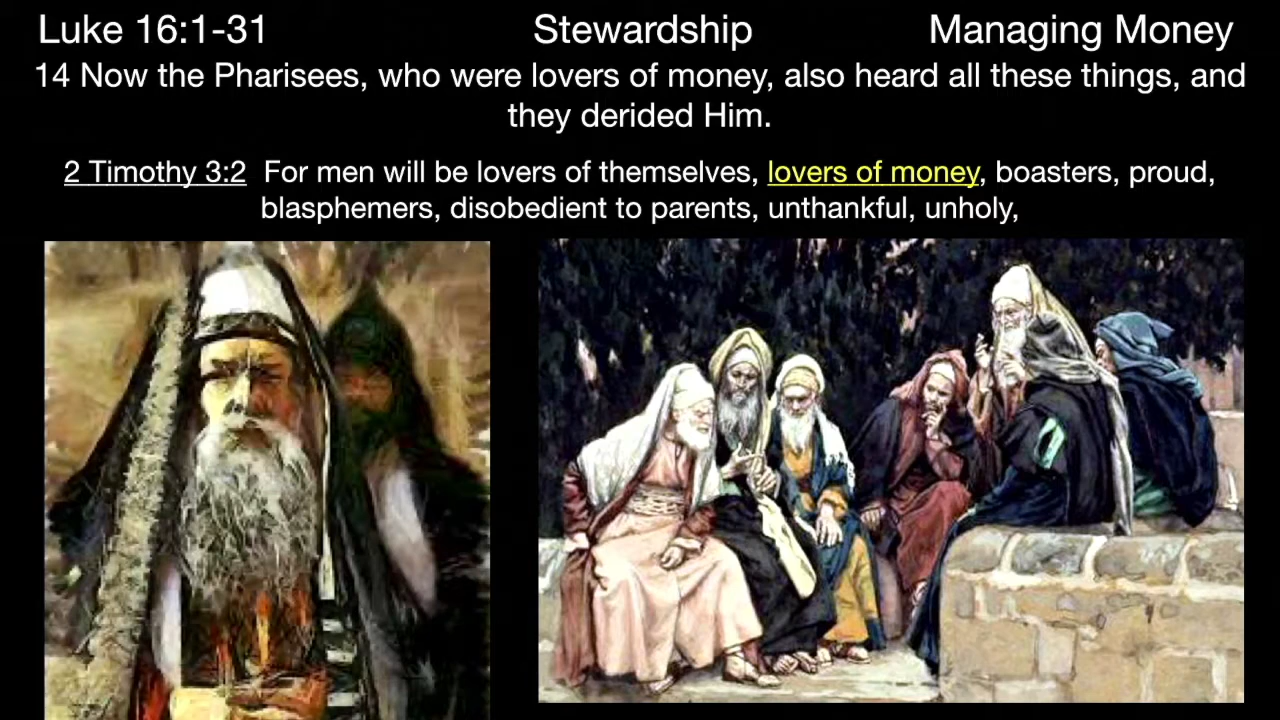 Luke 16:1-31 Stewardship Managing Money
14 Now the Pharisees, who were lovers of money, also heard all these things, and
they derided Him.
2 Timothy 3:2 For men will be lovers of themselves, lovers of money, boasters, proud,
blasphemers, disobedient to parents, unthankful, unholy,